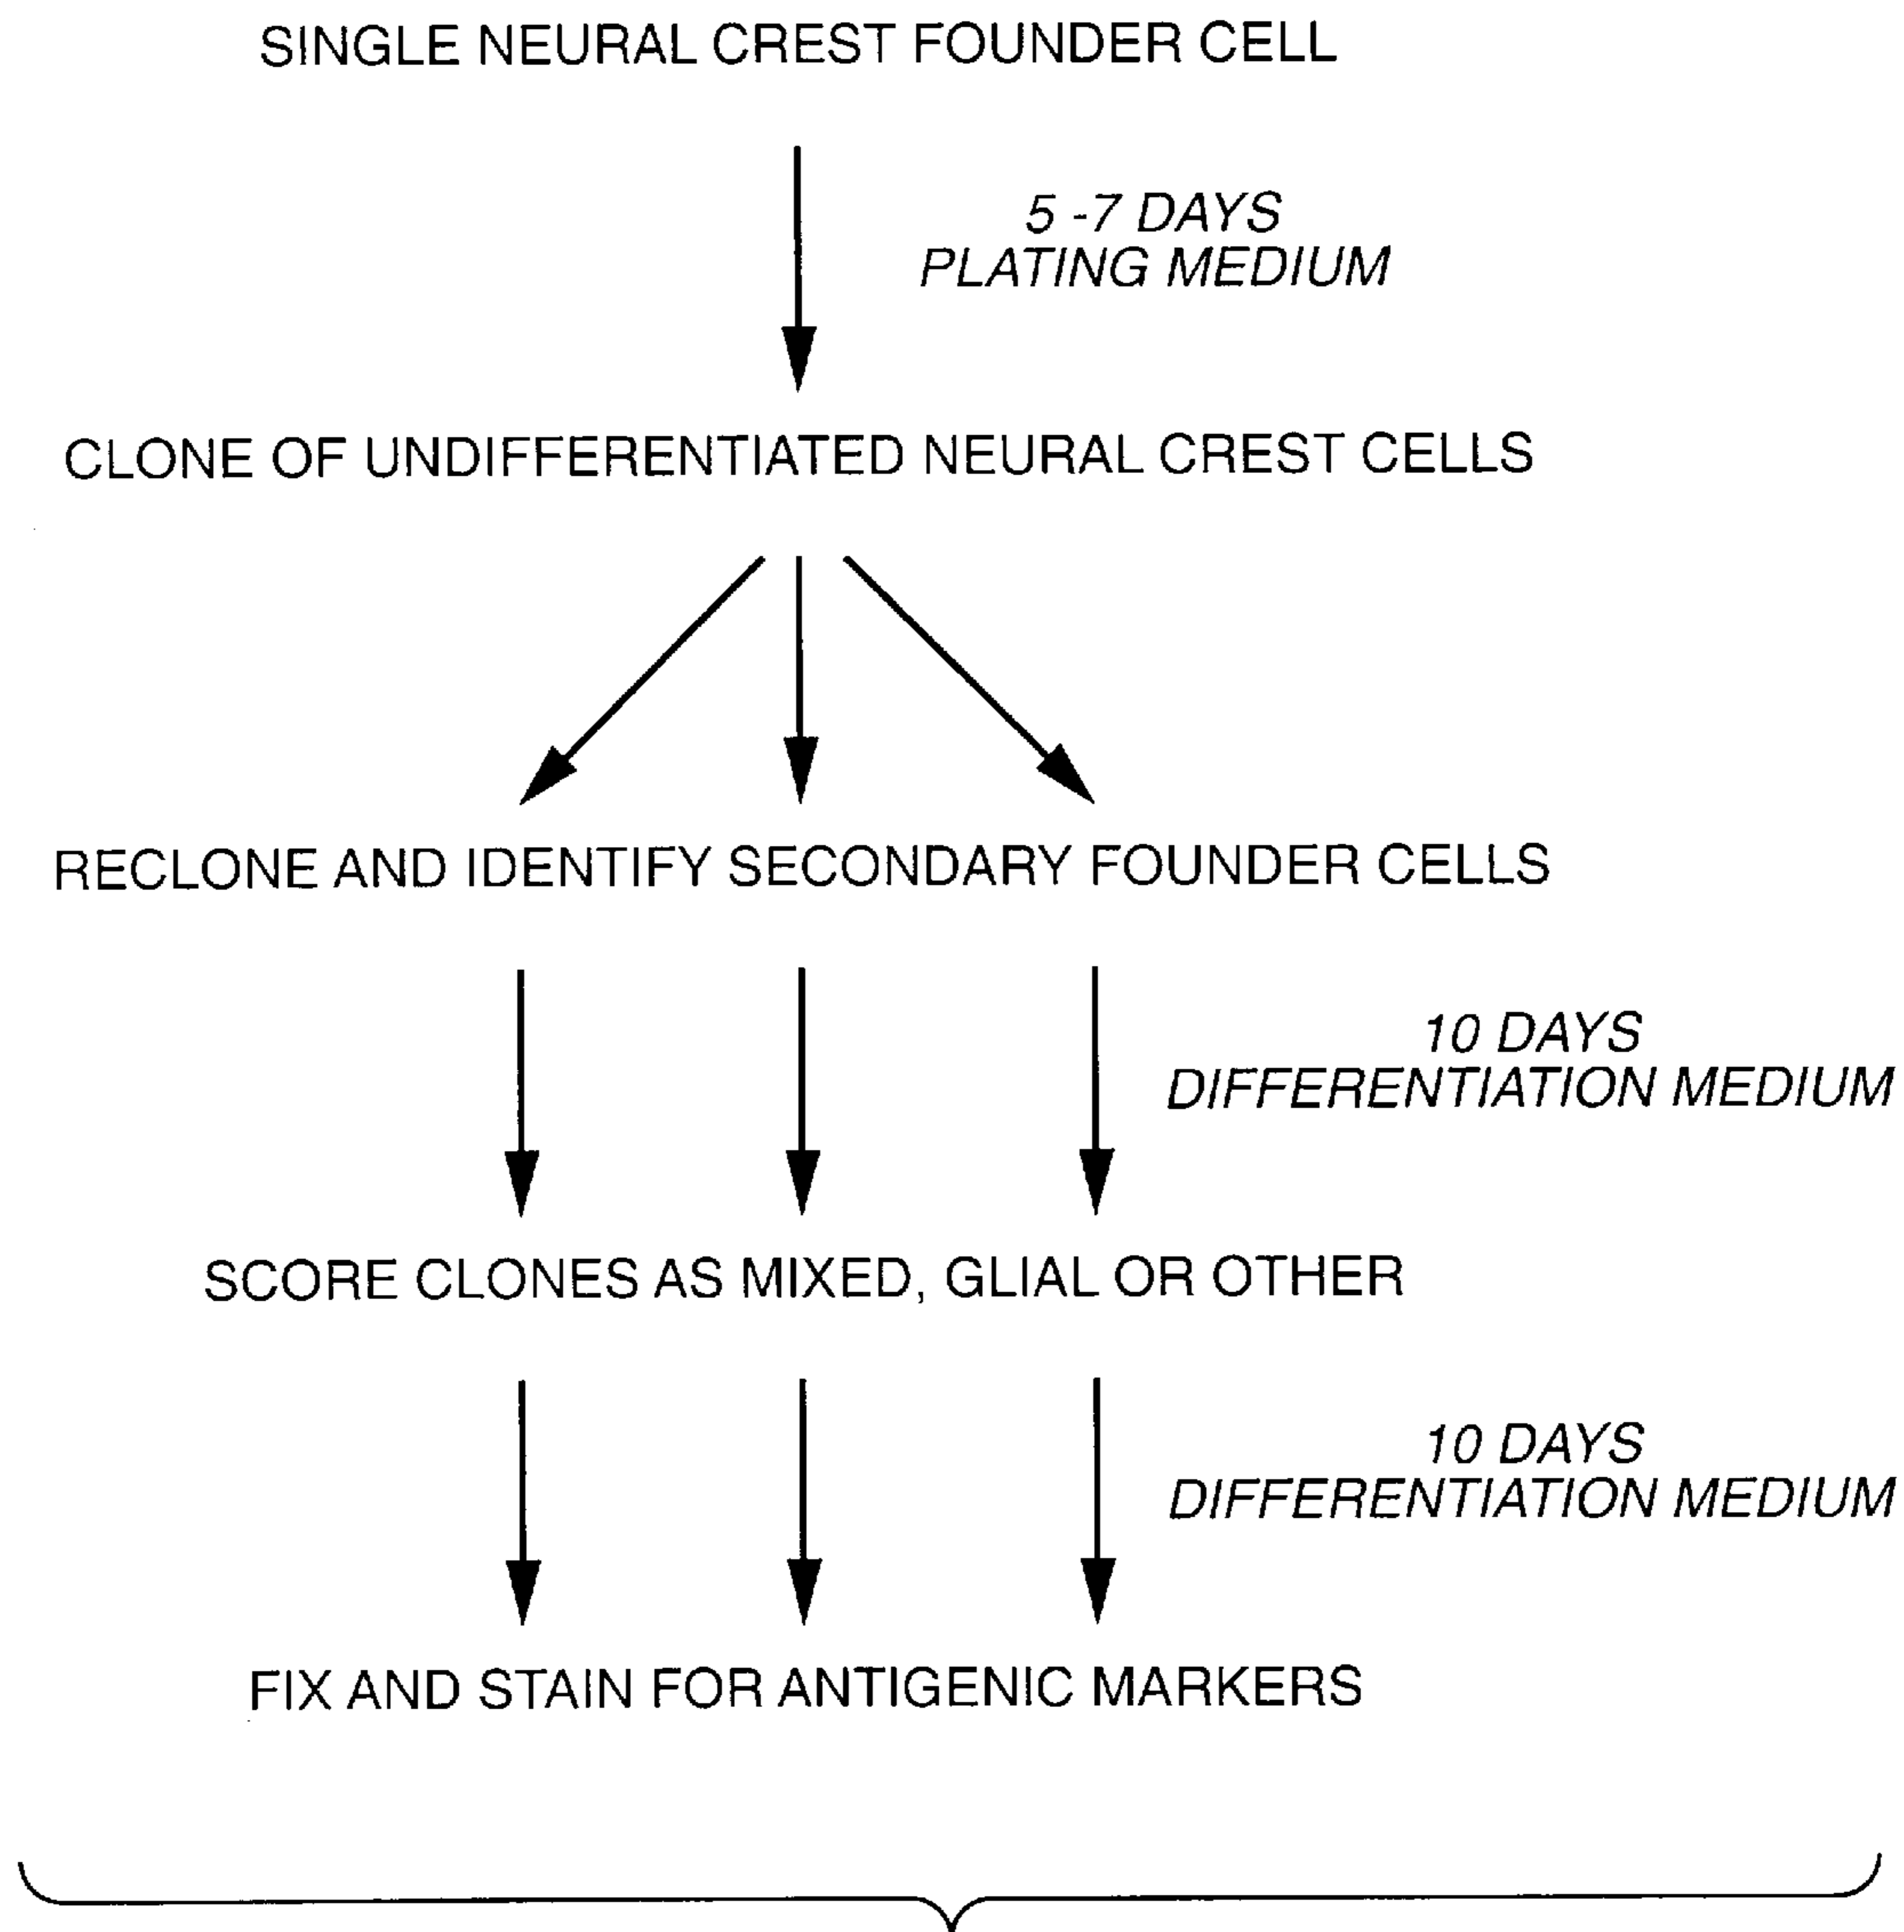 SINGLE NEURAL CREST FOUNDER CELL
5 -7 DAYS
PLATING MEDIUM
CLONE OF UNDIFFERENTIATED NEURAL CREST CELLS
RECLONE AND IDENTIFY SECONDARY FOUNDER CELLS
10 DAYS
DIFFERENTIATION MEDIUM
SCORE CLONES AS MIXED, GLIAL OR OTHER
10 DAYS
DIFFERENTIATION MEDIUM
FIX AND STAIN FOR ANTIGENIC MARKERS